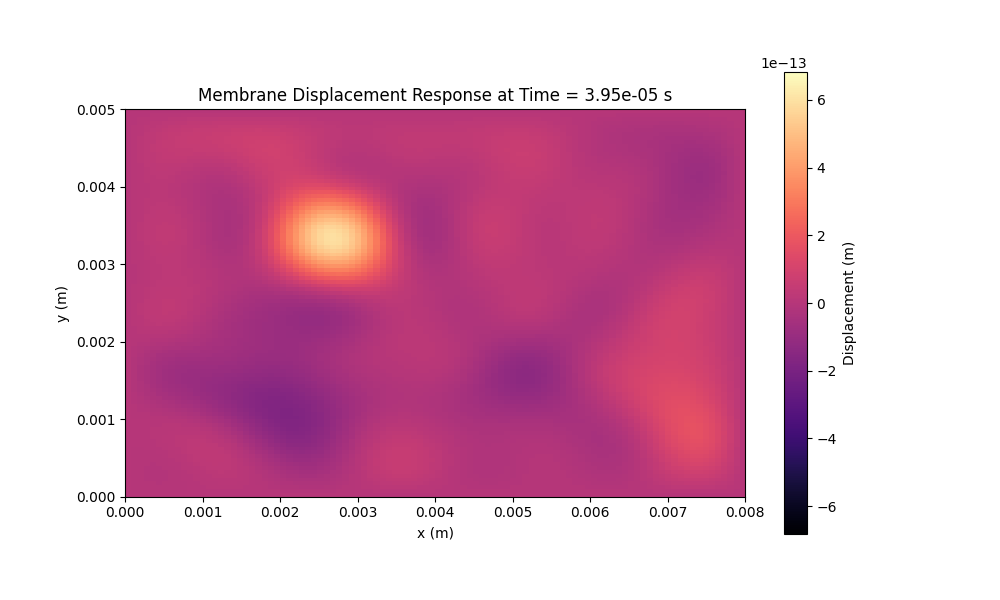 1e−13
Membrane Displacement Response at Time = 3.95e-05 s
0.005
0.004
0.003
0.002
0.001
0.000
y (m)
0.000 0.001 0.002 0.003 0.004 0.005 0.006 0.007 0.008
x (m)
6
4
2
0
−2
−4
−6
Displacement (m)